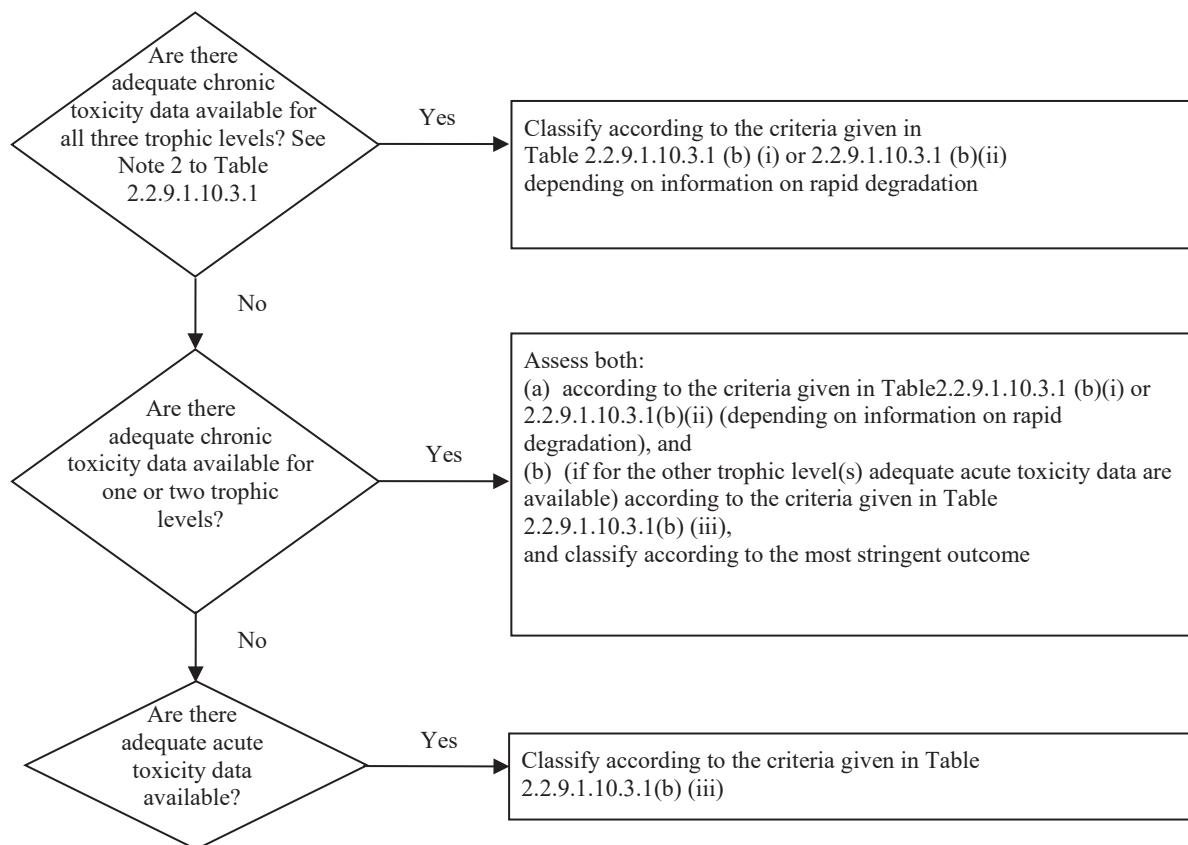 Are there
adequate chronic
toxicity data available for
all three trophic levels? See
Note 2 to Table
2.2.9.1.10.3.1
Yes
Classify according to the criteria given in
Table 2.2.9.1.10.3.1 (b) (i) or 2.2.9.1.10.3.1 (b)(ii)
depending on information on rapid degradation
No
Are there
adequate chronic
toxicity data available for
one or two trophic
levels?
Yes
Assess both:
(a) according to the criteria given in Table2.2.9.1.10.3.1 (b)(i) or
2.2.9.1.10.3.1(b)(ii) (depending on information on rapid
degradation), and
(b) (if for the other trophic level(s) adequate acute toxicity data are
available) according to the criteria given in Table
2.2.9.1.10.3.1(b) (iii),
and classify according to the most stringent outcome
No
Are there
adequate acute
toxicity data
available?
Yes
Classify according to the criteria given in Table
2.2.9.1.10.3.1(b) (iii)